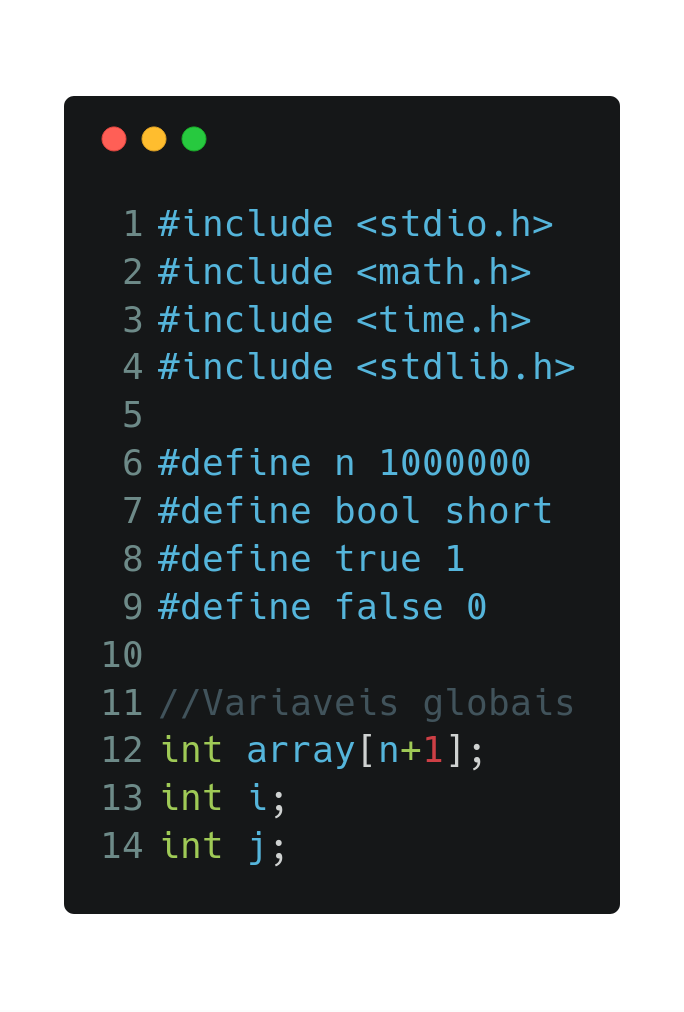 1 #include <stdio.h>
2 #include <math.h>
3 #include <time.h>
4 #include <stdlib.h>
5
6 #define n 1000000
7 #define bool short
8 #define true 1
9 #define false 0
10
11 //Variaveis globais
12 int array[n+1];
13 int i;
14 int j;